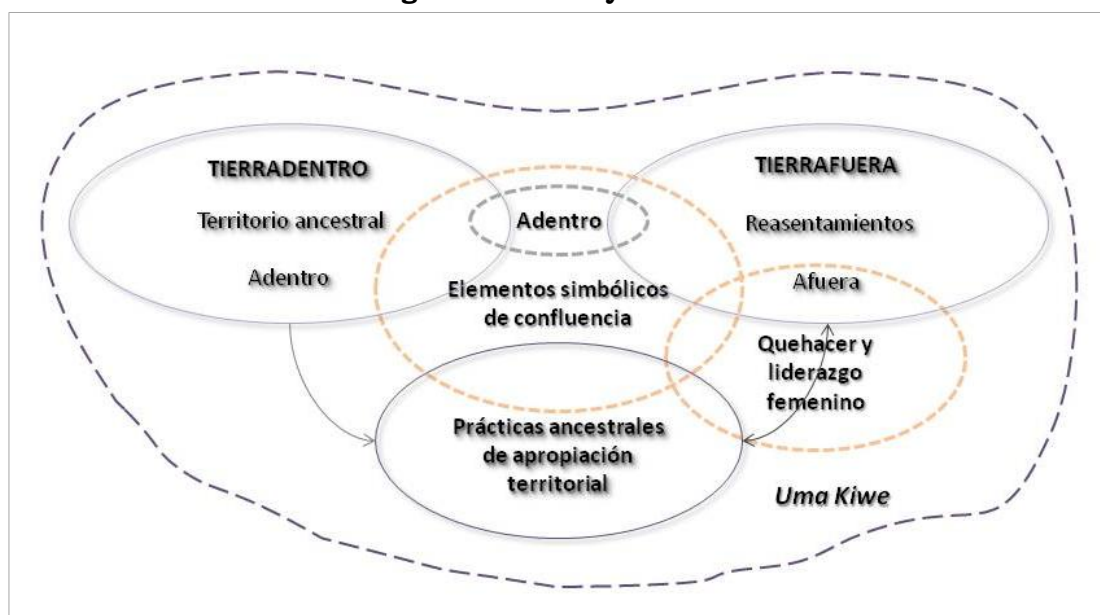 TIERRADENTRO
Territorio ancestral
Adentro
Adentro
Elementos simbólicos
de confluencia
TIERRAFUERA
Reasentamientos
Afuera
Quehacer y
liderazgo
femenino
Prácticas ancestrales
de apropiación
territorial
Uma Kiwe